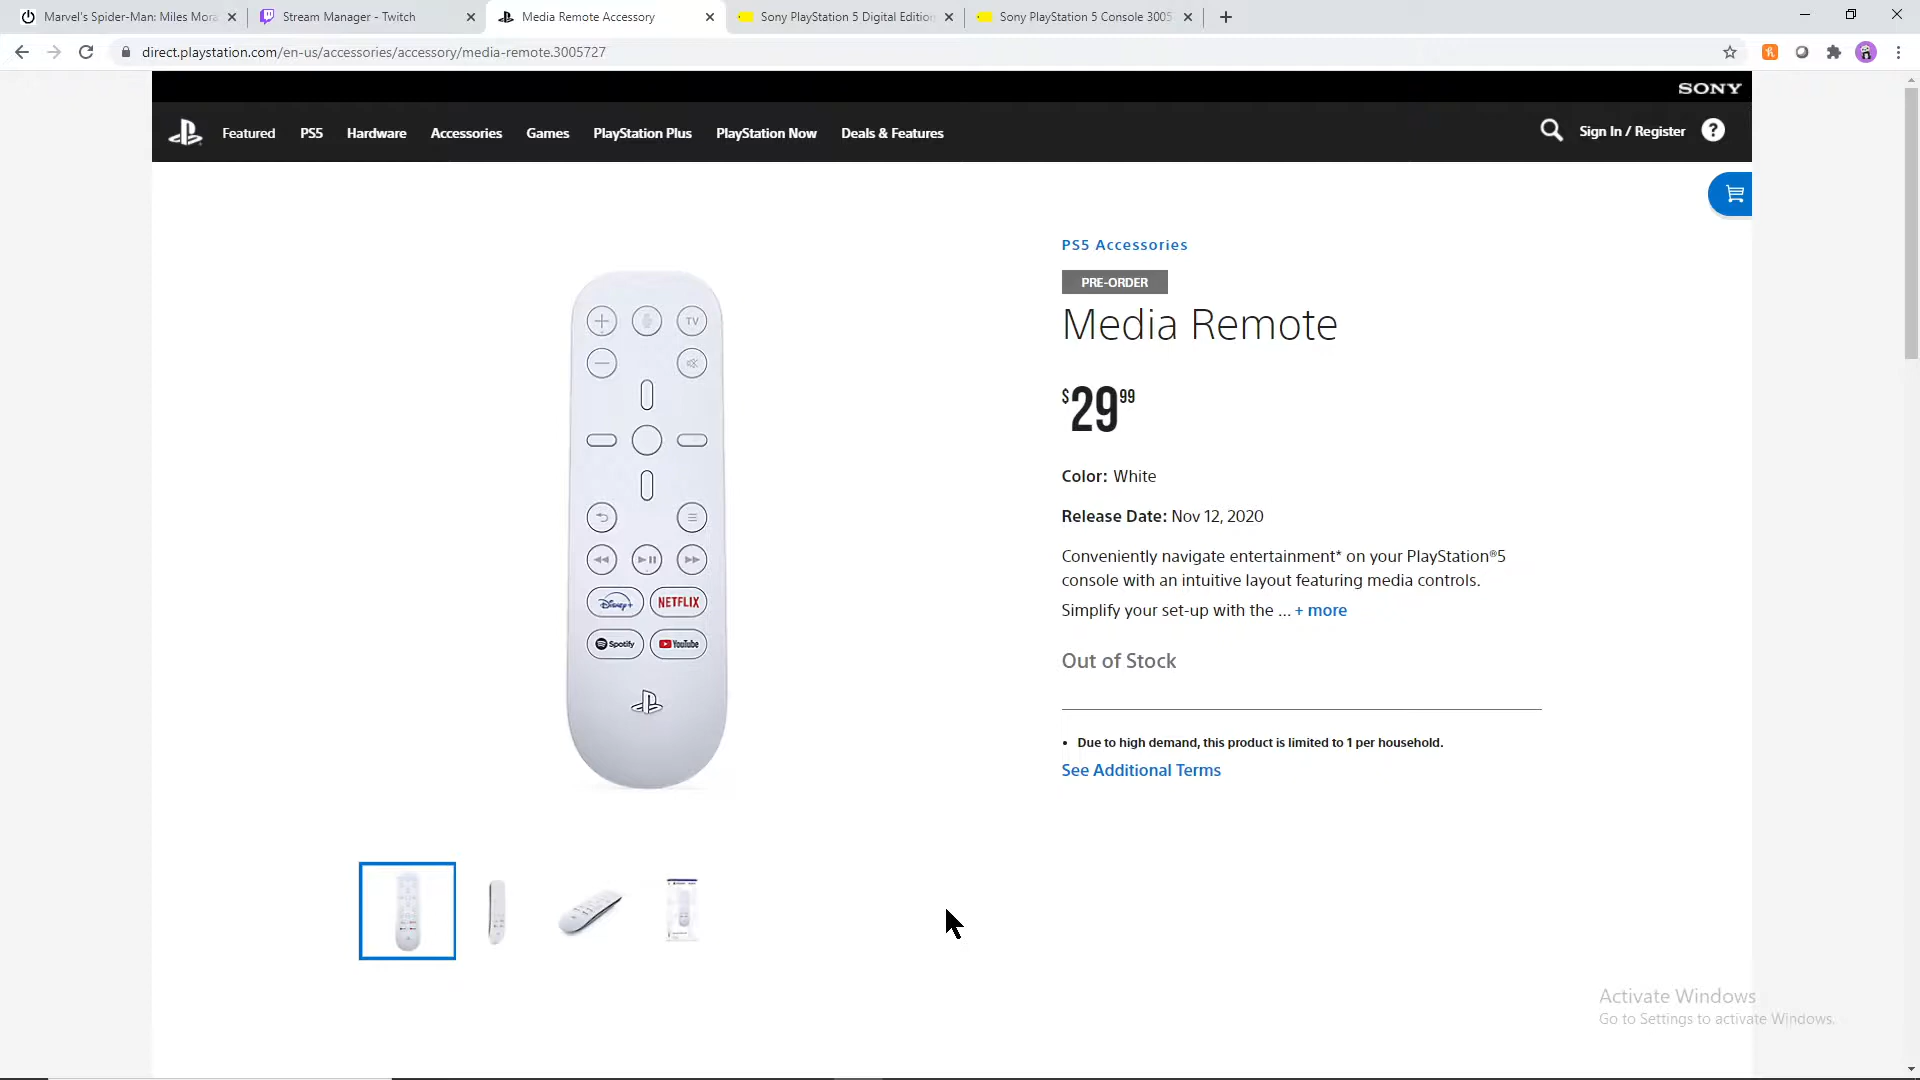 Marvel's Spider-Man: Miles Mora
Stream Manager - Twitch
Media Remote Accessory
Sony PlayStation 5 Digital Edition
Sony PlayStation 5 Console 3005
direct.playstation.com/en-us/accessories/accessory/media-remote.3005727
SONY
Featured
PS5
Hardware
Accessories
Games
PlayStation Plus
PlayStation Now
Deals & Features
Sign In / Register
?
PS5 Accessories
PRE-ORDER
Media Remote
$29 99
Color: White
Release Date: Nov 12, 2020
Conveniently navigate entertainment* on your PlayStation®5
console with an intuitive layout featuring media controls.
Simplify your set-up with the ... + more
Out of Stock
• Due to high demand, this product is limited to 1 per household.
See Additional Terms
TV
Disney+
NETFLIX
Spotify
YouTube
Activate Windows
Go to Settings to activate Windows.